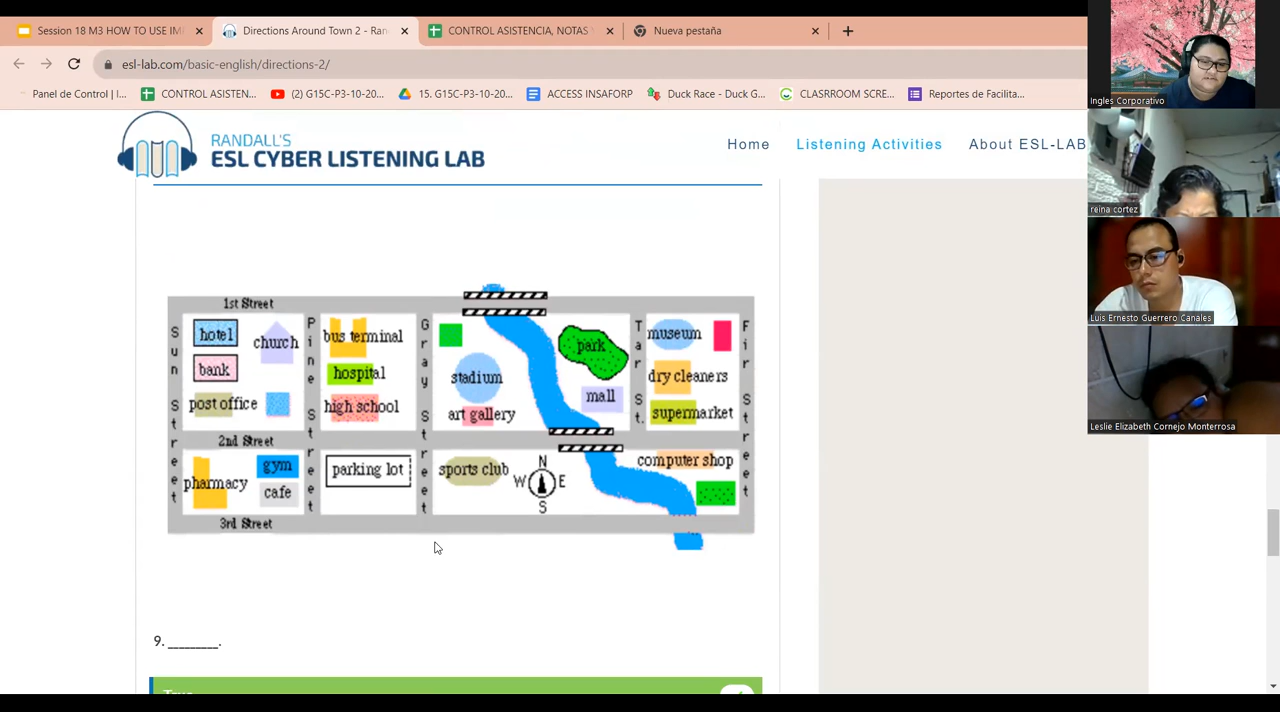 Session 18 M3 HOW TO USE IMI
Directions Around Town 2 - Ran
CONTROL ASISTENCIA, NOTAS Y
Nueva pestaña
esl-lab.com/basic-english/directions-2/
Panel de Control | I...
CONTROL ASISTEN...
(2) G15C-P3-10-20...
15. G15C-P3-10-20...
ACCESS INSAFORP
Duck Race - Duck G...
CLASRROOM SCRE...
Reportes de Facilita...
Ingles Corporativo
RANDALL'S
ESL CYBER LISTENING LAB
Home
Listening Activities
About ESL-LAB
reina cortez
Luis Ernesto Guerrero Canales
Leslie Elizabeth Cornejo Monterrosa
1st Street
Sun Street
hotel
church
bank
post office
Pine Street
bus terminal
hospital
high school
Gray Street
stadium
art gallery
park
mall
Tar St.
museum
dry cleaners
supermarket
Fir Street
2nd Street
pharmacy
gym
cafe
parking lot
sports club
N
W E
S
computer shop
3rd Street
9. ________.
True